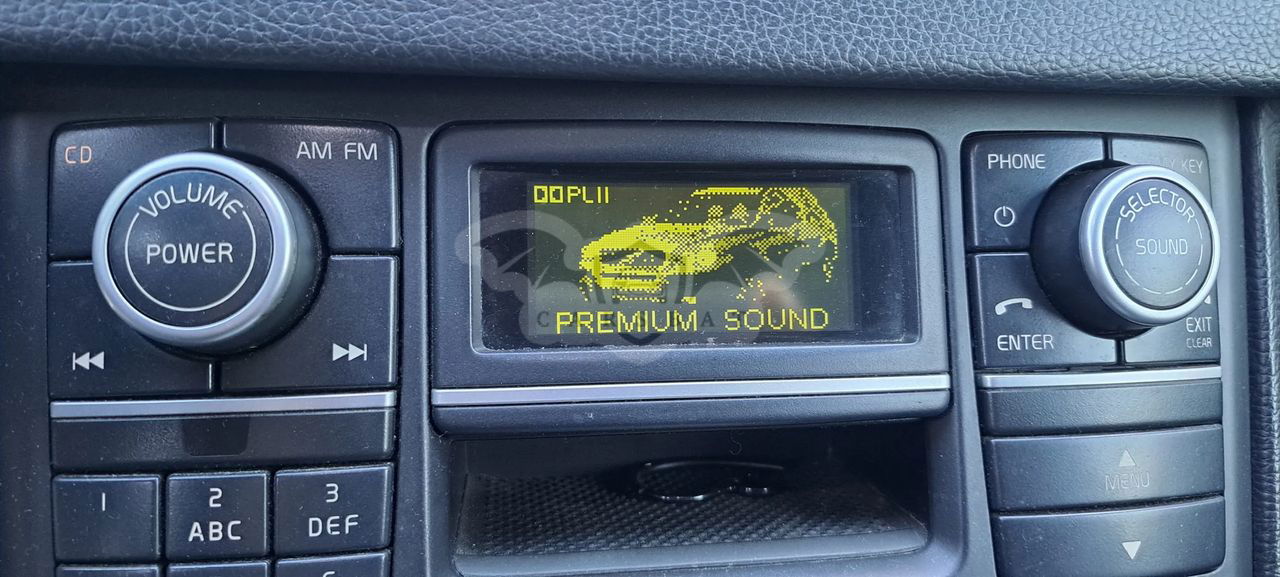 CD
AM FM
VOLUME
POWER
PLII
PREMIUM SOUND
PHONE
KEY
SELECTOR
SOUND
ENTER
EXIT
CLEAR
MENU
1
2
ABC
3
DEF